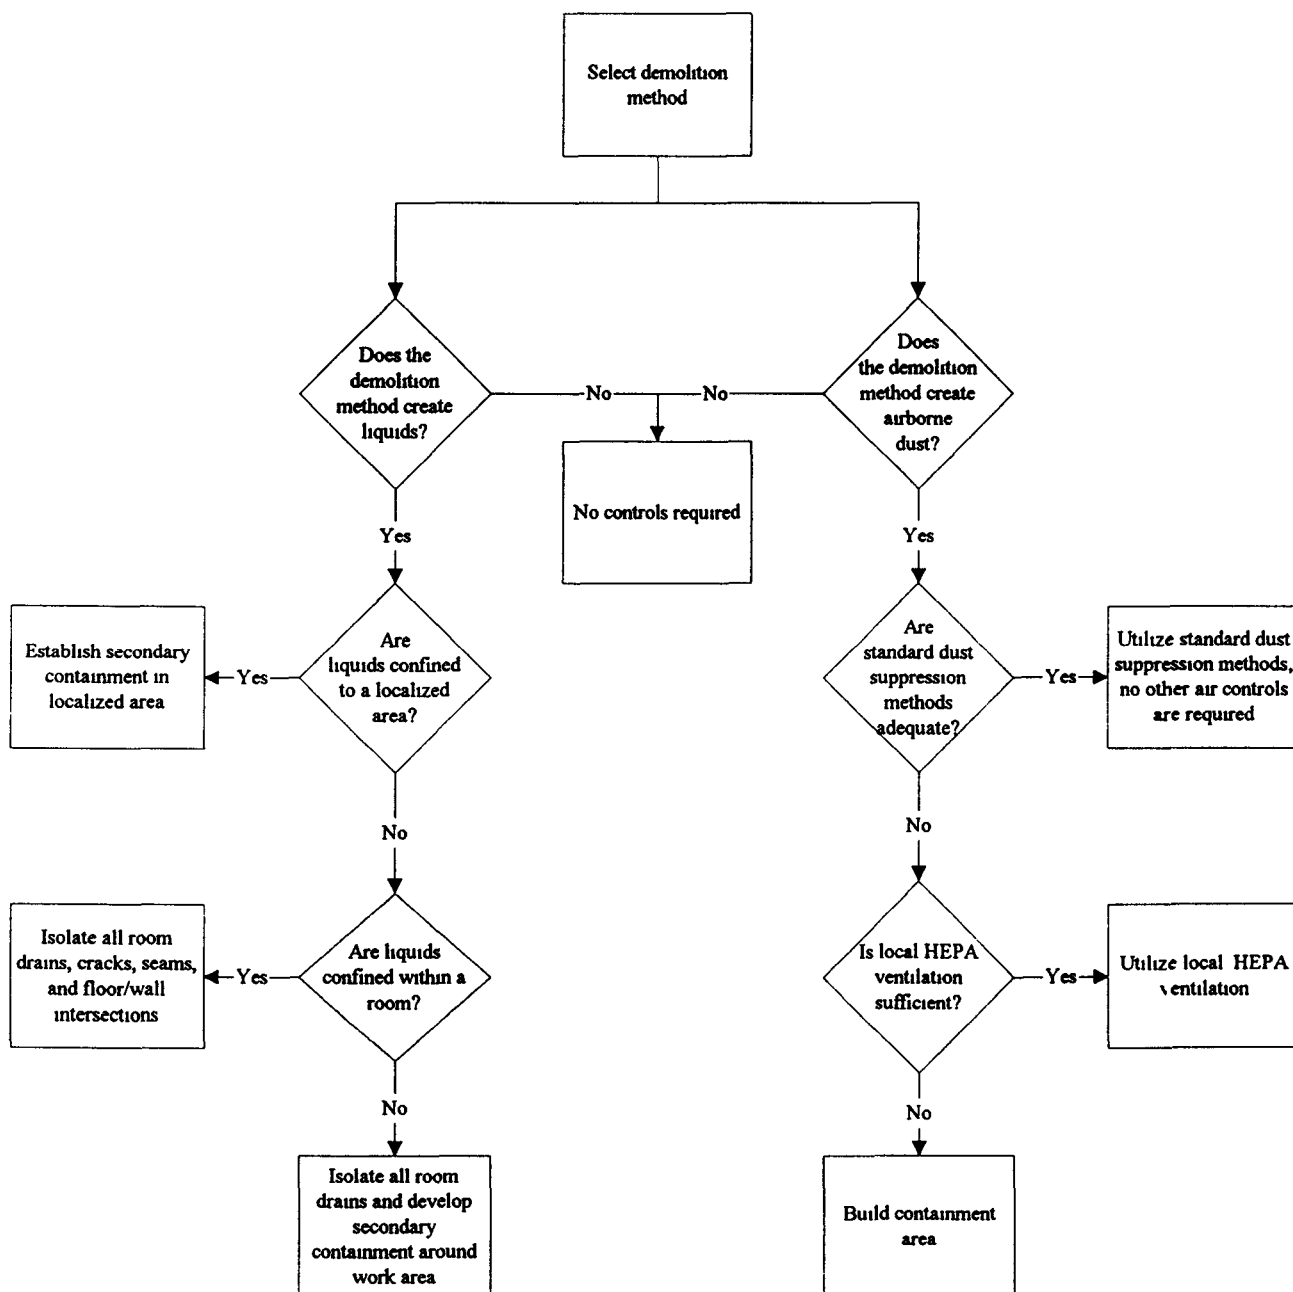 Select demolition
method
Does the
demolition
method create
liquids?
Does
the demolition
method create
airborne
dust?
No
No
No controls required
Yes
Yes
Establish secondary
containment in
localized area
Yes
Are
liquids confined
to a localized
area?
Are
standard dust
suppression
methods
adequate?
Yes
Utilize standard dust
suppression methods,
no other air controls
are required
No
No
Isolate all room
drains, cracks, seams,
and floor/wall
intersections
Yes
Are liquids
confined within a
room?
Is local HEPA
ventilation
sufficient?
Yes
Utilize local HEPA
ventilation
No
No
Isolate all room
drains and develop
secondary
containment around
work area
Build containment
area